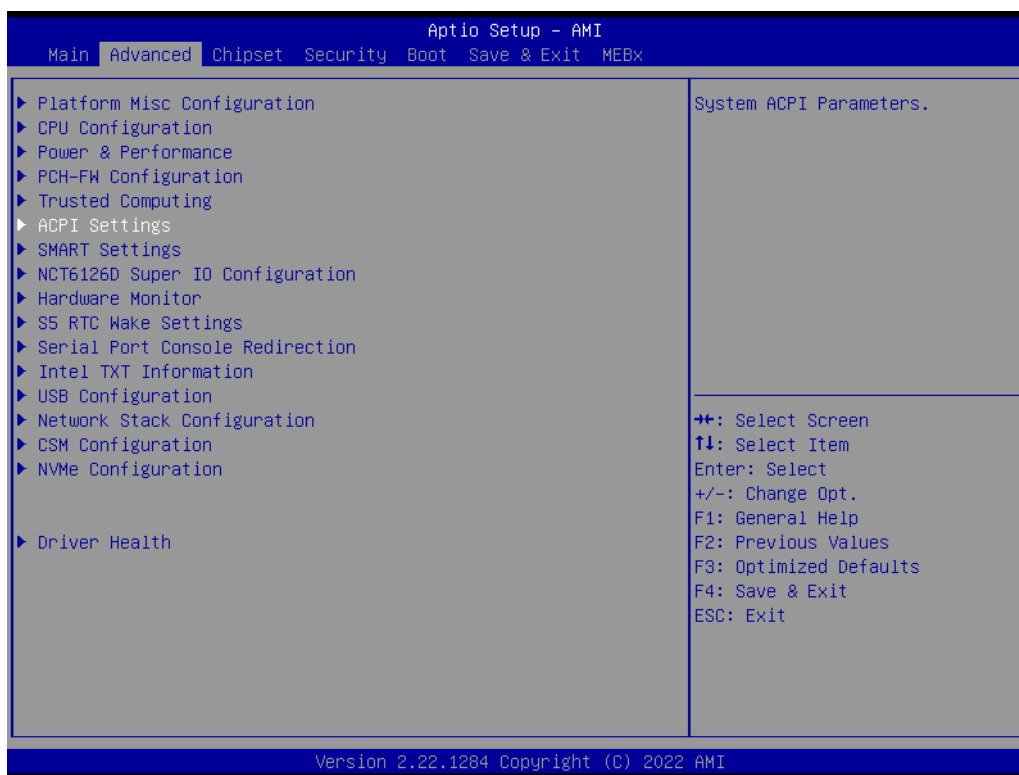 Aptio Setup - AMI
Main Advanced Chipset Security Boot Save & Exit MEBx
Platform Misc Configuration
CPU Configuration
Power & Performance
PCH-FW Configuration
Trusted Computing
ACPI Settings
SMART Settings
NCT6126D Super IO Configuration
Hardware Monitor
S5 RTC Wake Settings
Serial Port Console Redirection
Intel TXT Information
USB Configuration
Network Stack Configuration
CSM Configuration
NVMe Configuration
Driver Health
System ACPI Parameters.
→←: Select Screen
↑↓: Select Item
Enter: Select
+/-: Change Opt.
F1: General Help
F2: Previous Values
F3: Optimized Defaults
F4: Save & Exit
ESC: Exit
Version 2.22.1284 Copyright (C) 2022 AMI